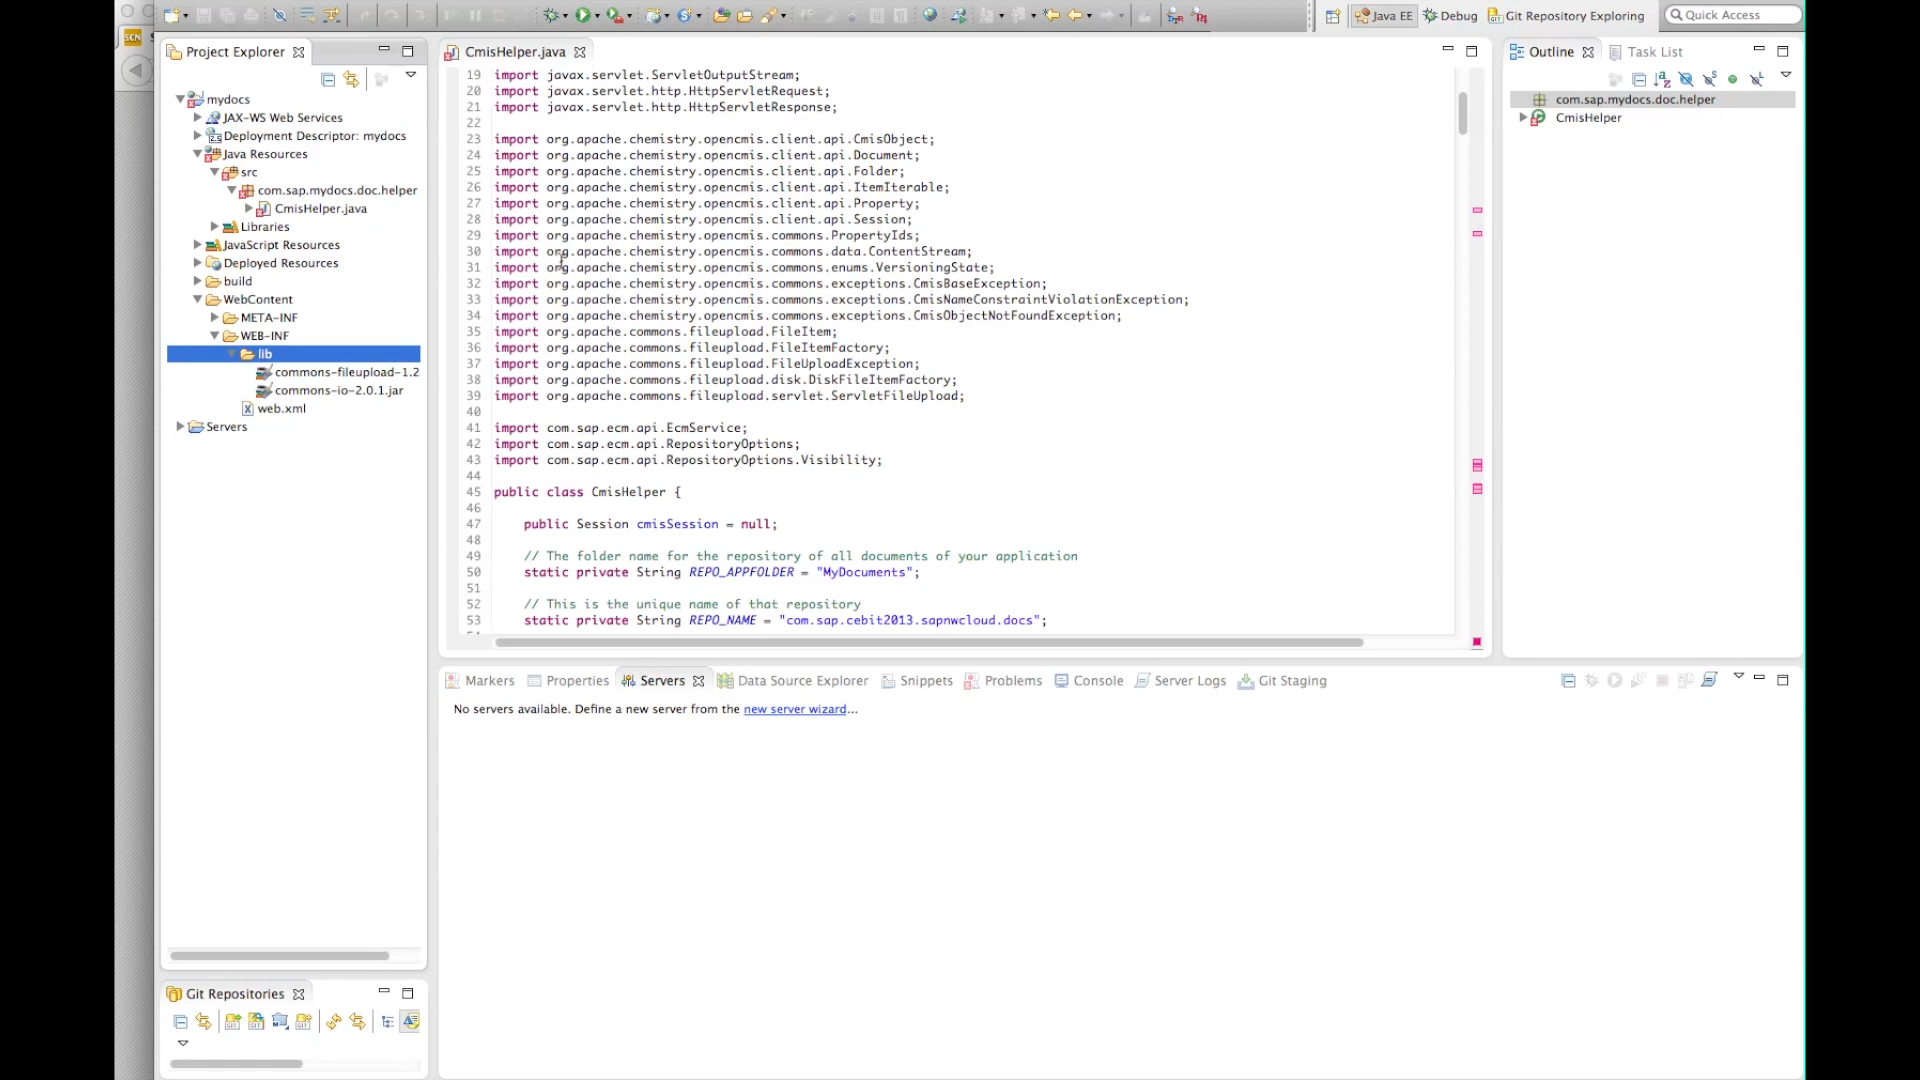 Java EE
Debug
Git Repository Exploring
Quick Access
SCN
Project Explorer
mydocs
JAX-WS Web Services
Deployment Descriptor: mydocs
Java Resources
src
com.sap.mydocs.doc.helper
CmisHelper.java
Libraries
JavaScript Resources
Deployed Resources
build
WebContent
META-INF
WEB-INF
lib
commons-fileupload-1.2
commons-io-2.0.1.jar
web.xml
Servers
Git Repositories
CmisHelper.java
19 import javax.servlet.ServletOutputStream;
20 import javax.servlet.http.HttpServletRequest;
21 import javax.servlet.http.HttpServletResponse;
22
23 import org.apache.chemistry.opencmis.client.api.CmisObject;
24 import org.apache.chemistry.opencmis.client.api.Document;
25 import org.apache.chemistry.opencmis.client.api.Folder;
26 import org.apache.chemistry.opencmis.client.api.ItemIterable;
27 import org.apache.chemistry.opencmis.client.api.Property;
28 import org.apache.chemistry.opencmis.client.api.Session;
29 import org.apache.chemistry.opencmis.commons.PropertyIds;
30 import org.apache.chemistry.opencmis.commons.data.ContentStream;
31 import org.apache.chemistry.opencmis.commons.enums.VersioningState;
32 import org.apache.chemistry.opencmis.commons.exceptions.CmisBaseException;
33 import org.apache.chemistry.opencmis.commons.exceptions.CmisNameConstraintViolationException;
34 import org.apache.chemistry.opencmis.commons.exceptions.CmisObjectNotFoundException;
35 import org.apache.commons.fileupload.FileItem;
36 import org.apache.commons.fileupload.FileItemFactory;
37 import org.apache.commons.fileupload.FileUploadException;
38 import org.apache.commons.fileupload.disk.DiskFileItemFactory;
39 import org.apache.commons.fileupload.servlet.ServletFileUpload;
40
41 import com.sap.ecm.api.EcmService;
42 import com.sap.ecm.api.RepositoryOptions;
43 import com.sap.ecm.api.RepositoryOptions.Visibility;
44
45 public class CmisHelper {
46
47 public Session cmisSession = null;
48
49 // The folder name for the repository of all documents of your application
50 static private String REPO_APPFOLDER = "MyDocuments";
51
52 // This is the unique name of that repository
53 static private String REPO_NAME = "com.sap.cebit2013.sapnwcloud.docs";
Outline
Task List
com.sap.mydocs.doc.helper
CmisHelper
Markers
Properties
Servers
Data Source Explorer
Snippets
Problems
Console
Server Logs
Git Staging
No servers available. Define a new server from the new server wizard...